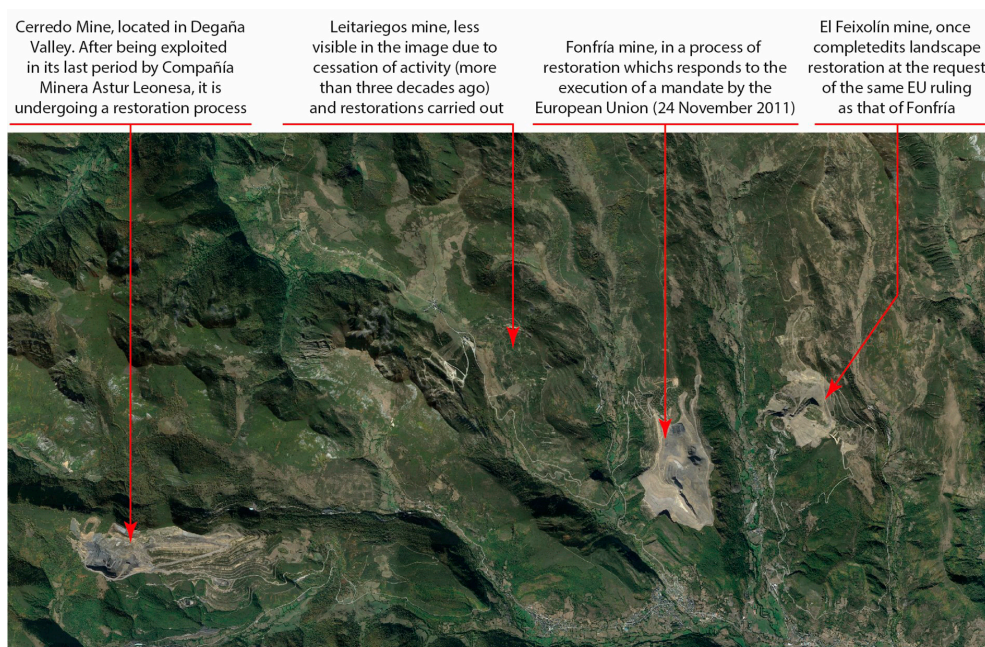 Cerredo Mine, located in Degaña
Valley. After being exploited
in its last period by Compañía
Minera Astur Leonesa, it is
undergoing a restoration process
Leitariegos mine, less
visible in the image due to
cessation of activity (more
than three decades ago)
and restorations carried out
Fonfría mine, in a process of
restoration whichs responds to the
execution of a mandate by the
European Union (24 November 2011)
El Feixolín mine, once
completedits landscape
restoration at the request
of the same EU ruling
as that of Fonfría